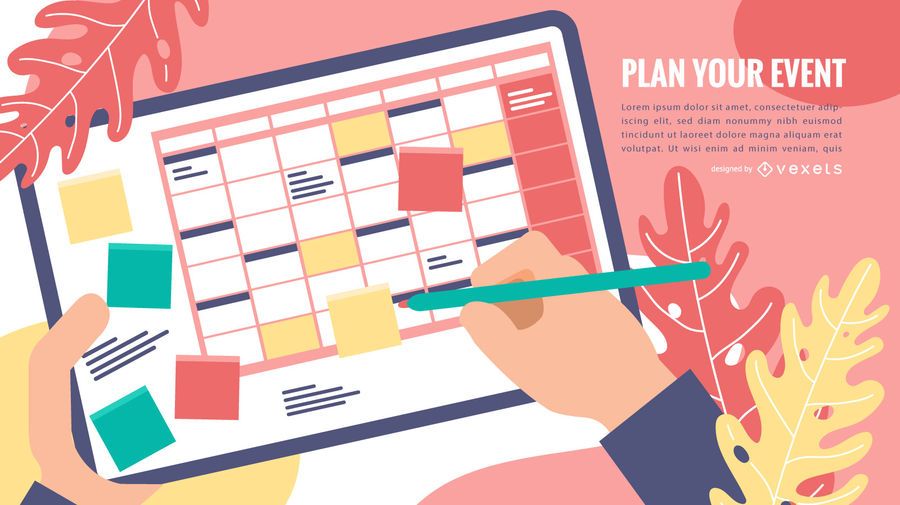 PLAN YOUR EVENT
Lorem ipsum dolor sit amet, consectetuer adip-
iscing elit, sed diam nonummy nibh euismod
tincidunt ut laoreet dolore magna aliquam erat
volutpat. Ut wisi enim ad minim veniam, quis
designed by vexels